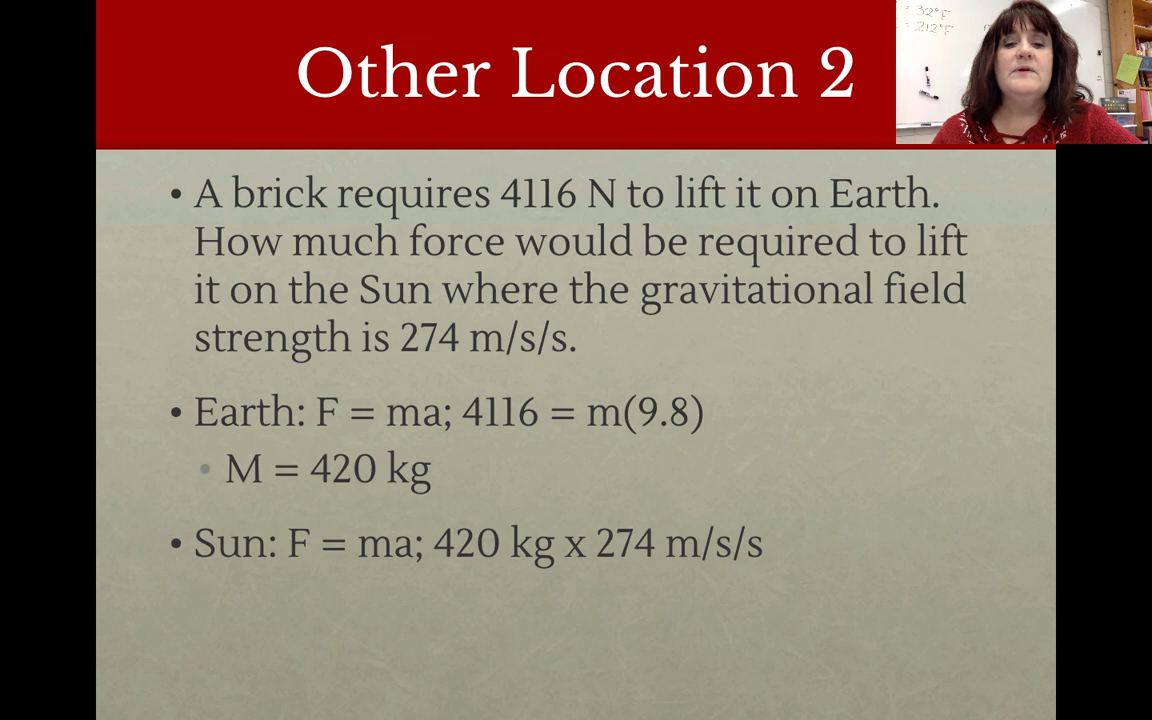 Other Location 2
= 32°F
= 212°F
• A brick requires 4116 N to lift it on Earth.
How much force would be required to lift
it on the Sun where the gravitational field
strength is 274 m/s/s.
• Earth: F = ma; 4116 = m(9.8)
• M = 420 kg
• Sun: F = ma; 420 kg x 274 m/s/s